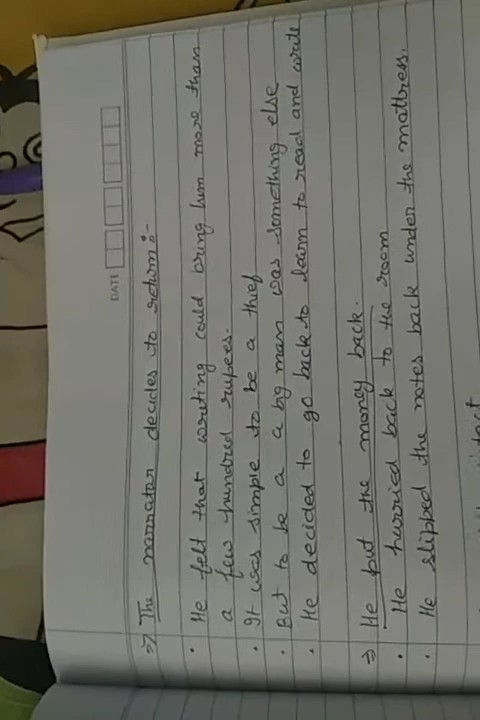 DATE
⇒ The narrator decides to return :-
• He felt that writing could bring him more than
a few hundred rupees.
• It was simple to be a thief
• But to be a a big man was something else
• He decided to go back to learn to read and write
⇒ He put the money back.
• He hurried back to the room
• He slipped the notes back under the mattress.